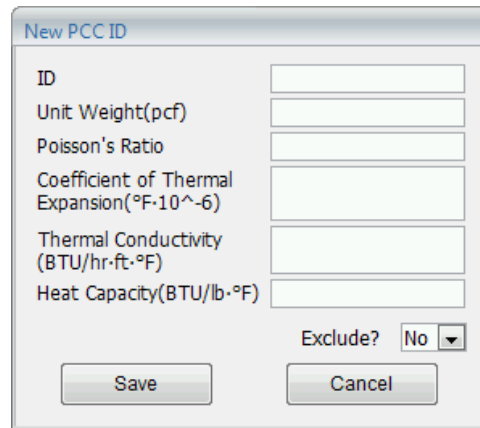 New PCC ID
ID
Unit Weight(pcf)
Poisson's Ratio
Coefficient of Thermal
Expansion(°F·10^-6)
Thermal Conductivity
(BTU/hr·ft·°F)
Heat Capacity(BTU/lb·°F)
Exclude? No
Save Cancel